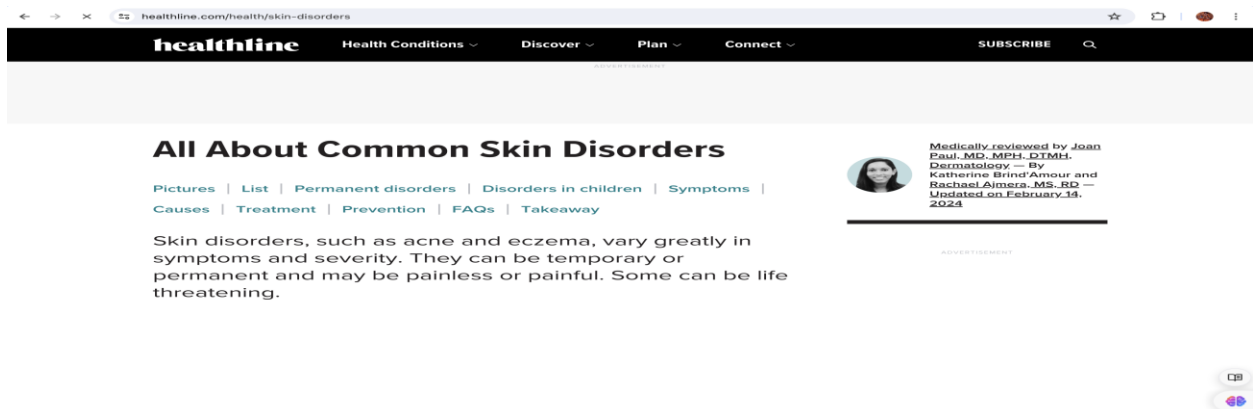 healthline.com/health/skin-disorders
healthline Health Conditions Discover Plan Connect SUBSCRIBE
ADVERTISEMENT
All About Common Skin Disorders
Pictures | List | Permanent disorders | Disorders in children | Symptoms |
Causes | Treatment | Prevention | FAQs | Takeaway
Skin disorders, such as acne and eczema, vary greatly in
symptoms and severity. They can be temporary or
permanent and may be painless or painful. Some can be life
threatening.
Medically reviewed by Joan
Paul, MD, MPH, DTMH,
Dermatology — By
Katherine Brind'Amour and
Rachael Ajmera, MS, RD —
Updated on February 14,
2024
ADVERTISEMENT